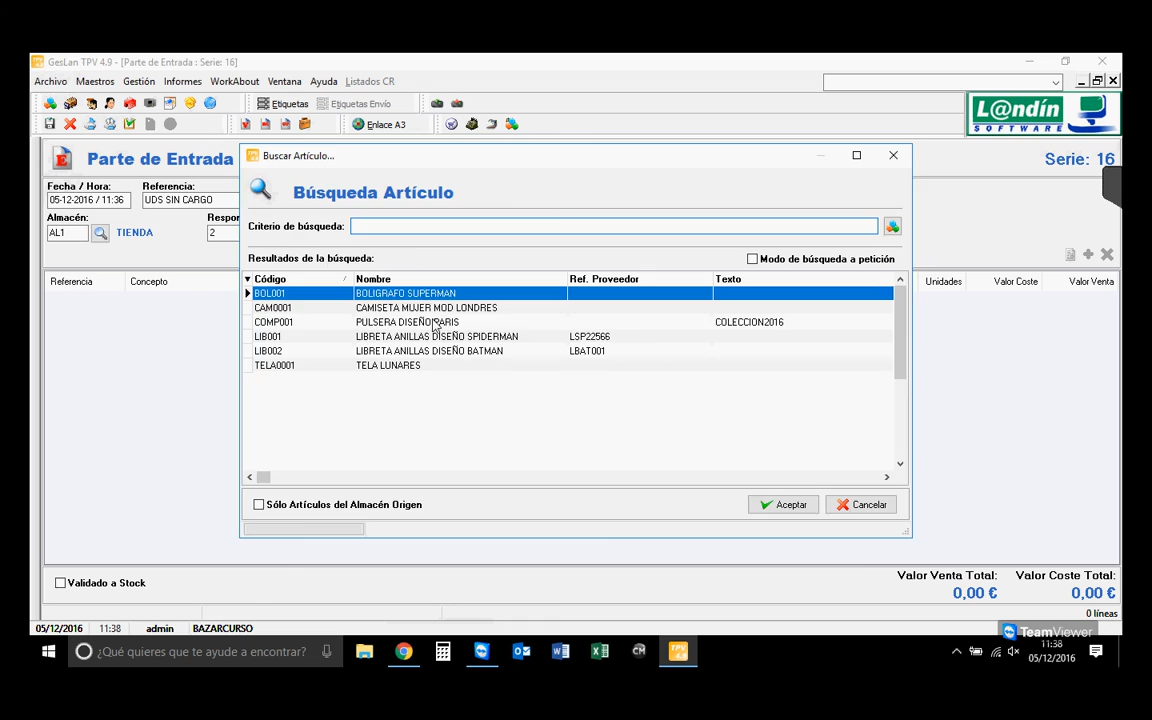 GesLan TPV 4.9 - [Parte de Entrada : Serie: 16]
Archivo Maestros Gestión Informes WorkAbout Ventana Ayuda Listados CR
Etiquetas Etiquetas Envío
Enlace A3
L@ndín
SOFTWARE
Parte de Entrada
Serie: 16
Fecha / Hora: Referencia:
05-12-2016 / 11:36 UDS SIN CARGO
Almacén: Respor
AL1 TIENDA 2
Referencia Concepto Unidades Valor Coste Valor Venta
Buscar Artículo...
Búsqueda Artículo
Criterio de búsqueda:
Resultados de la búsqueda: Modo de búsqueda a petición
Código Nombre Ref. Proveedor Texto
BOL001 BOLIGRAFO SUPERMAN
CAM0001 CAMISETA MUJER MOD LONDRES
COMP001 PULSERA DISEÑO PARIS COLECCION2016
LIB001 LIBRETA ANILLAS DISEÑO SPIDERMAN LSP22566
LIB002 LIBRETA ANILLAS DISEÑO BATMAN LBAT001
TELA0001 TELA LUNARES
Sólo Artículos del Almacén Origen Aceptar Cancelar
Validado a Stock
Valor Venta Total: Valor Coste Total:
0,00 € 0,00 €
0 líneas
05/12/2016 11:38 admin BAZARCURSO
TeamViewer
¿Qué quieres que te ayude a encontrar?
TPV
4.9
11:38
05/12/2016